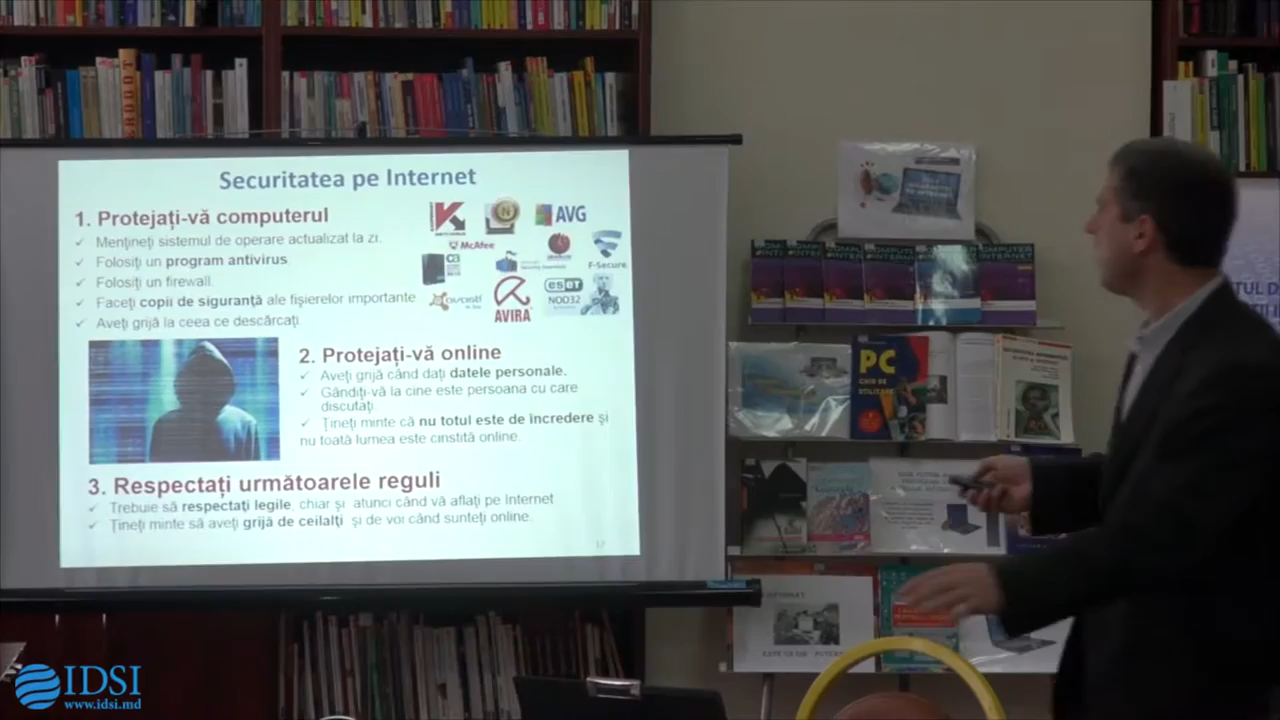 Securitatea pe Internet
1. Protejați-vă computerul
✓ Mențineți sistemul de operare actualizat la zi.
✓ Folosiți un program antivirus
✓ Folosiți un firewall.
✓ Faceți copii de siguranță ale fișierelor importante
✓ Aveți grijă la ceea ce descărcați
AVG
McAfee
F-Secure
avast!
AVIRA
eseT
NOD32
2. Protejați-vă online
✓ Aveți grijă când dați datele personale.
✓ Gândiți-vă la cine este persoana cu care
discutați
✓ Țineți minte că nu totul este de încredere și
nu toată lumea este cinstită online.
3. Respectați următoarele reguli
✓ Trebuie să respectați legile, chiar și atunci când vă aflați pe Internet
✓ Țineți minte să aveți grijă de ceilalți și de voi când sunteți online.
PC
GHID DE
UTILIZARE
COMPUTER
INTERNET
IDSI
www.idsi.md